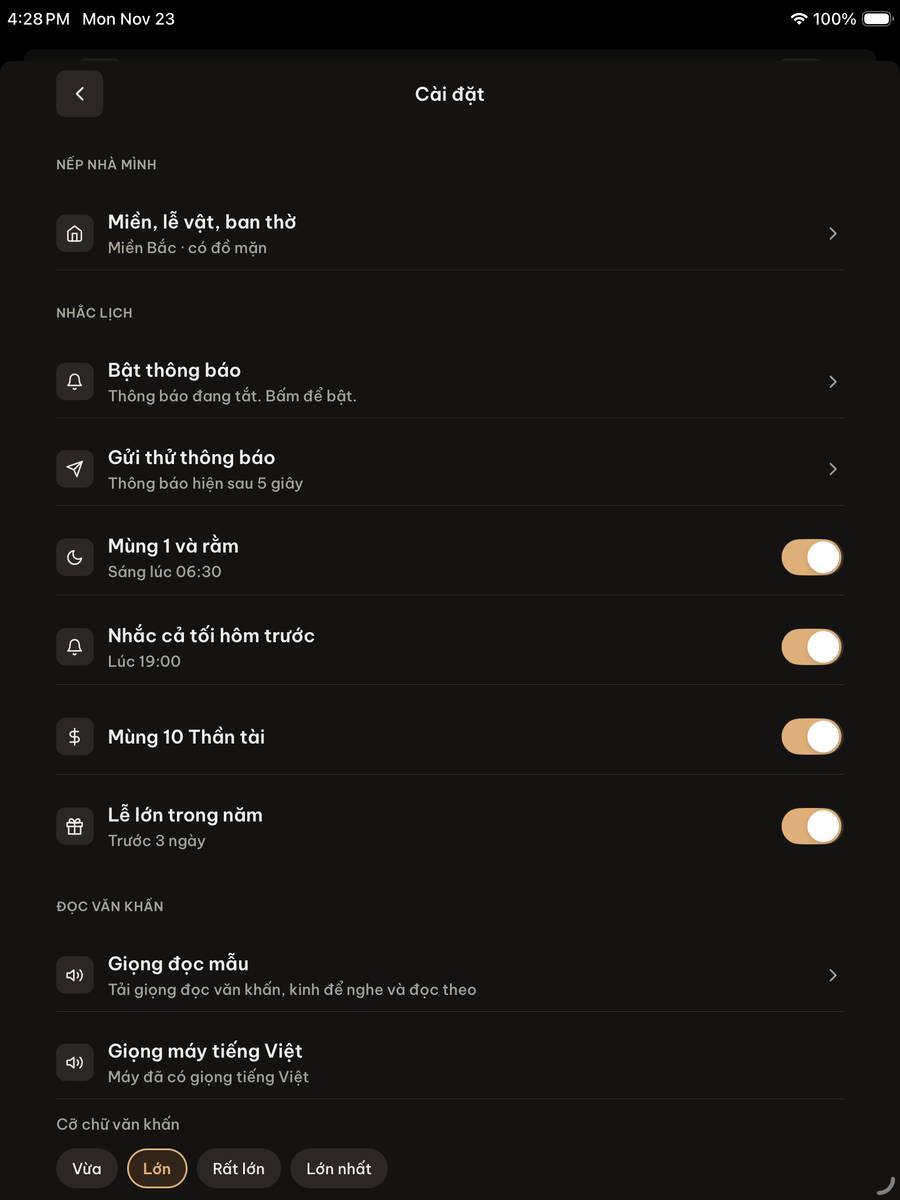 4:28 PM Mon Nov 23
100%
Cài đặt
NẾP NHÀ MÌNH
Miền, lễ vật, ban thờ
Miền Bắc · có đồ mặn
NHẮC LỊCH
Bật thông báo
Thông báo đang tắt. Bấm để bật.
Gửi thử thông báo
Thông báo hiện sau 5 giây
Mùng 1 và rằm
Sáng lúc 06:30
Nhắc cả tối hôm trước
Lúc 19:00
Mùng 10 Thần tài
Lễ lớn trong năm
Trước 3 ngày
ĐỌC VĂN KHẤN
Giọng đọc mẫu
Tải giọng đọc văn khấn, kinh để nghe và đọc theo
Giọng máy tiếng Việt
Máy đã có giọng tiếng Việt
Cỡ chữ văn khấn
Vừa Lớn Rất lớn Lớn nhất